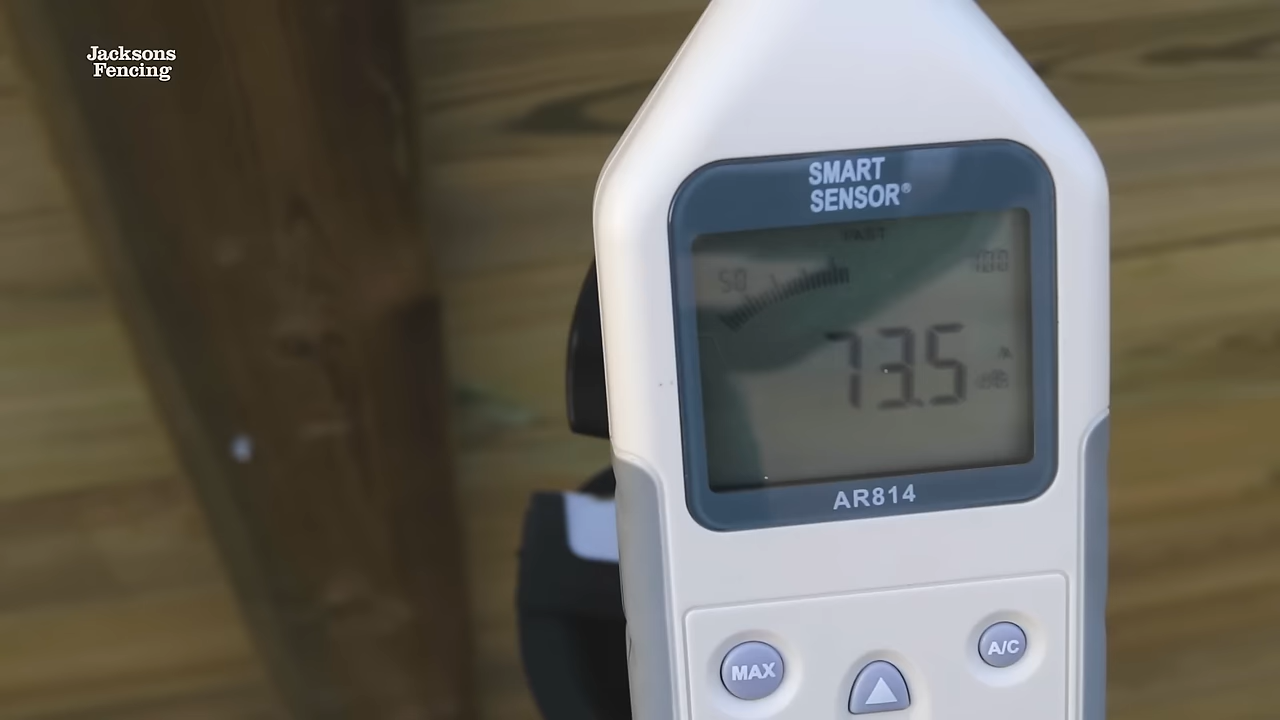 Jacksons
Fencing
SMART
SENSOR®
FAST
50
100
73.5
A
dB
AR814
MAX
A/C